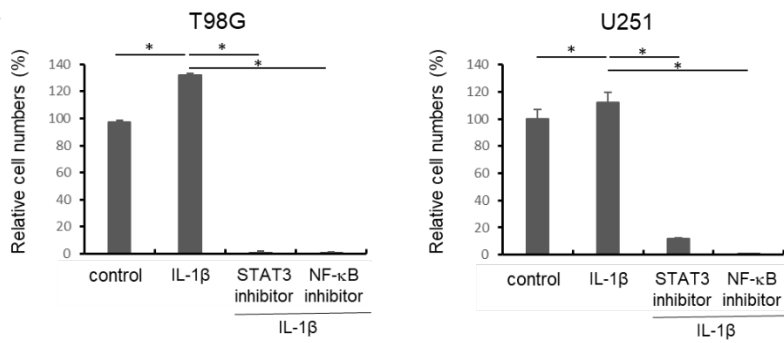 T98G
Relative cell numbers (%)
140
120
100
80
60
40
20
0
*
*
*
control
IL-1β
STAT3
inhibitor
NF-κB
inhibitor
IL-1β
U251
Relative cell numbers (%)
140
120
100
80
60
40
20
0
*
*
*
control
IL-1β
STAT3
inhibitor
NF-κB
inhibitor
IL-1β